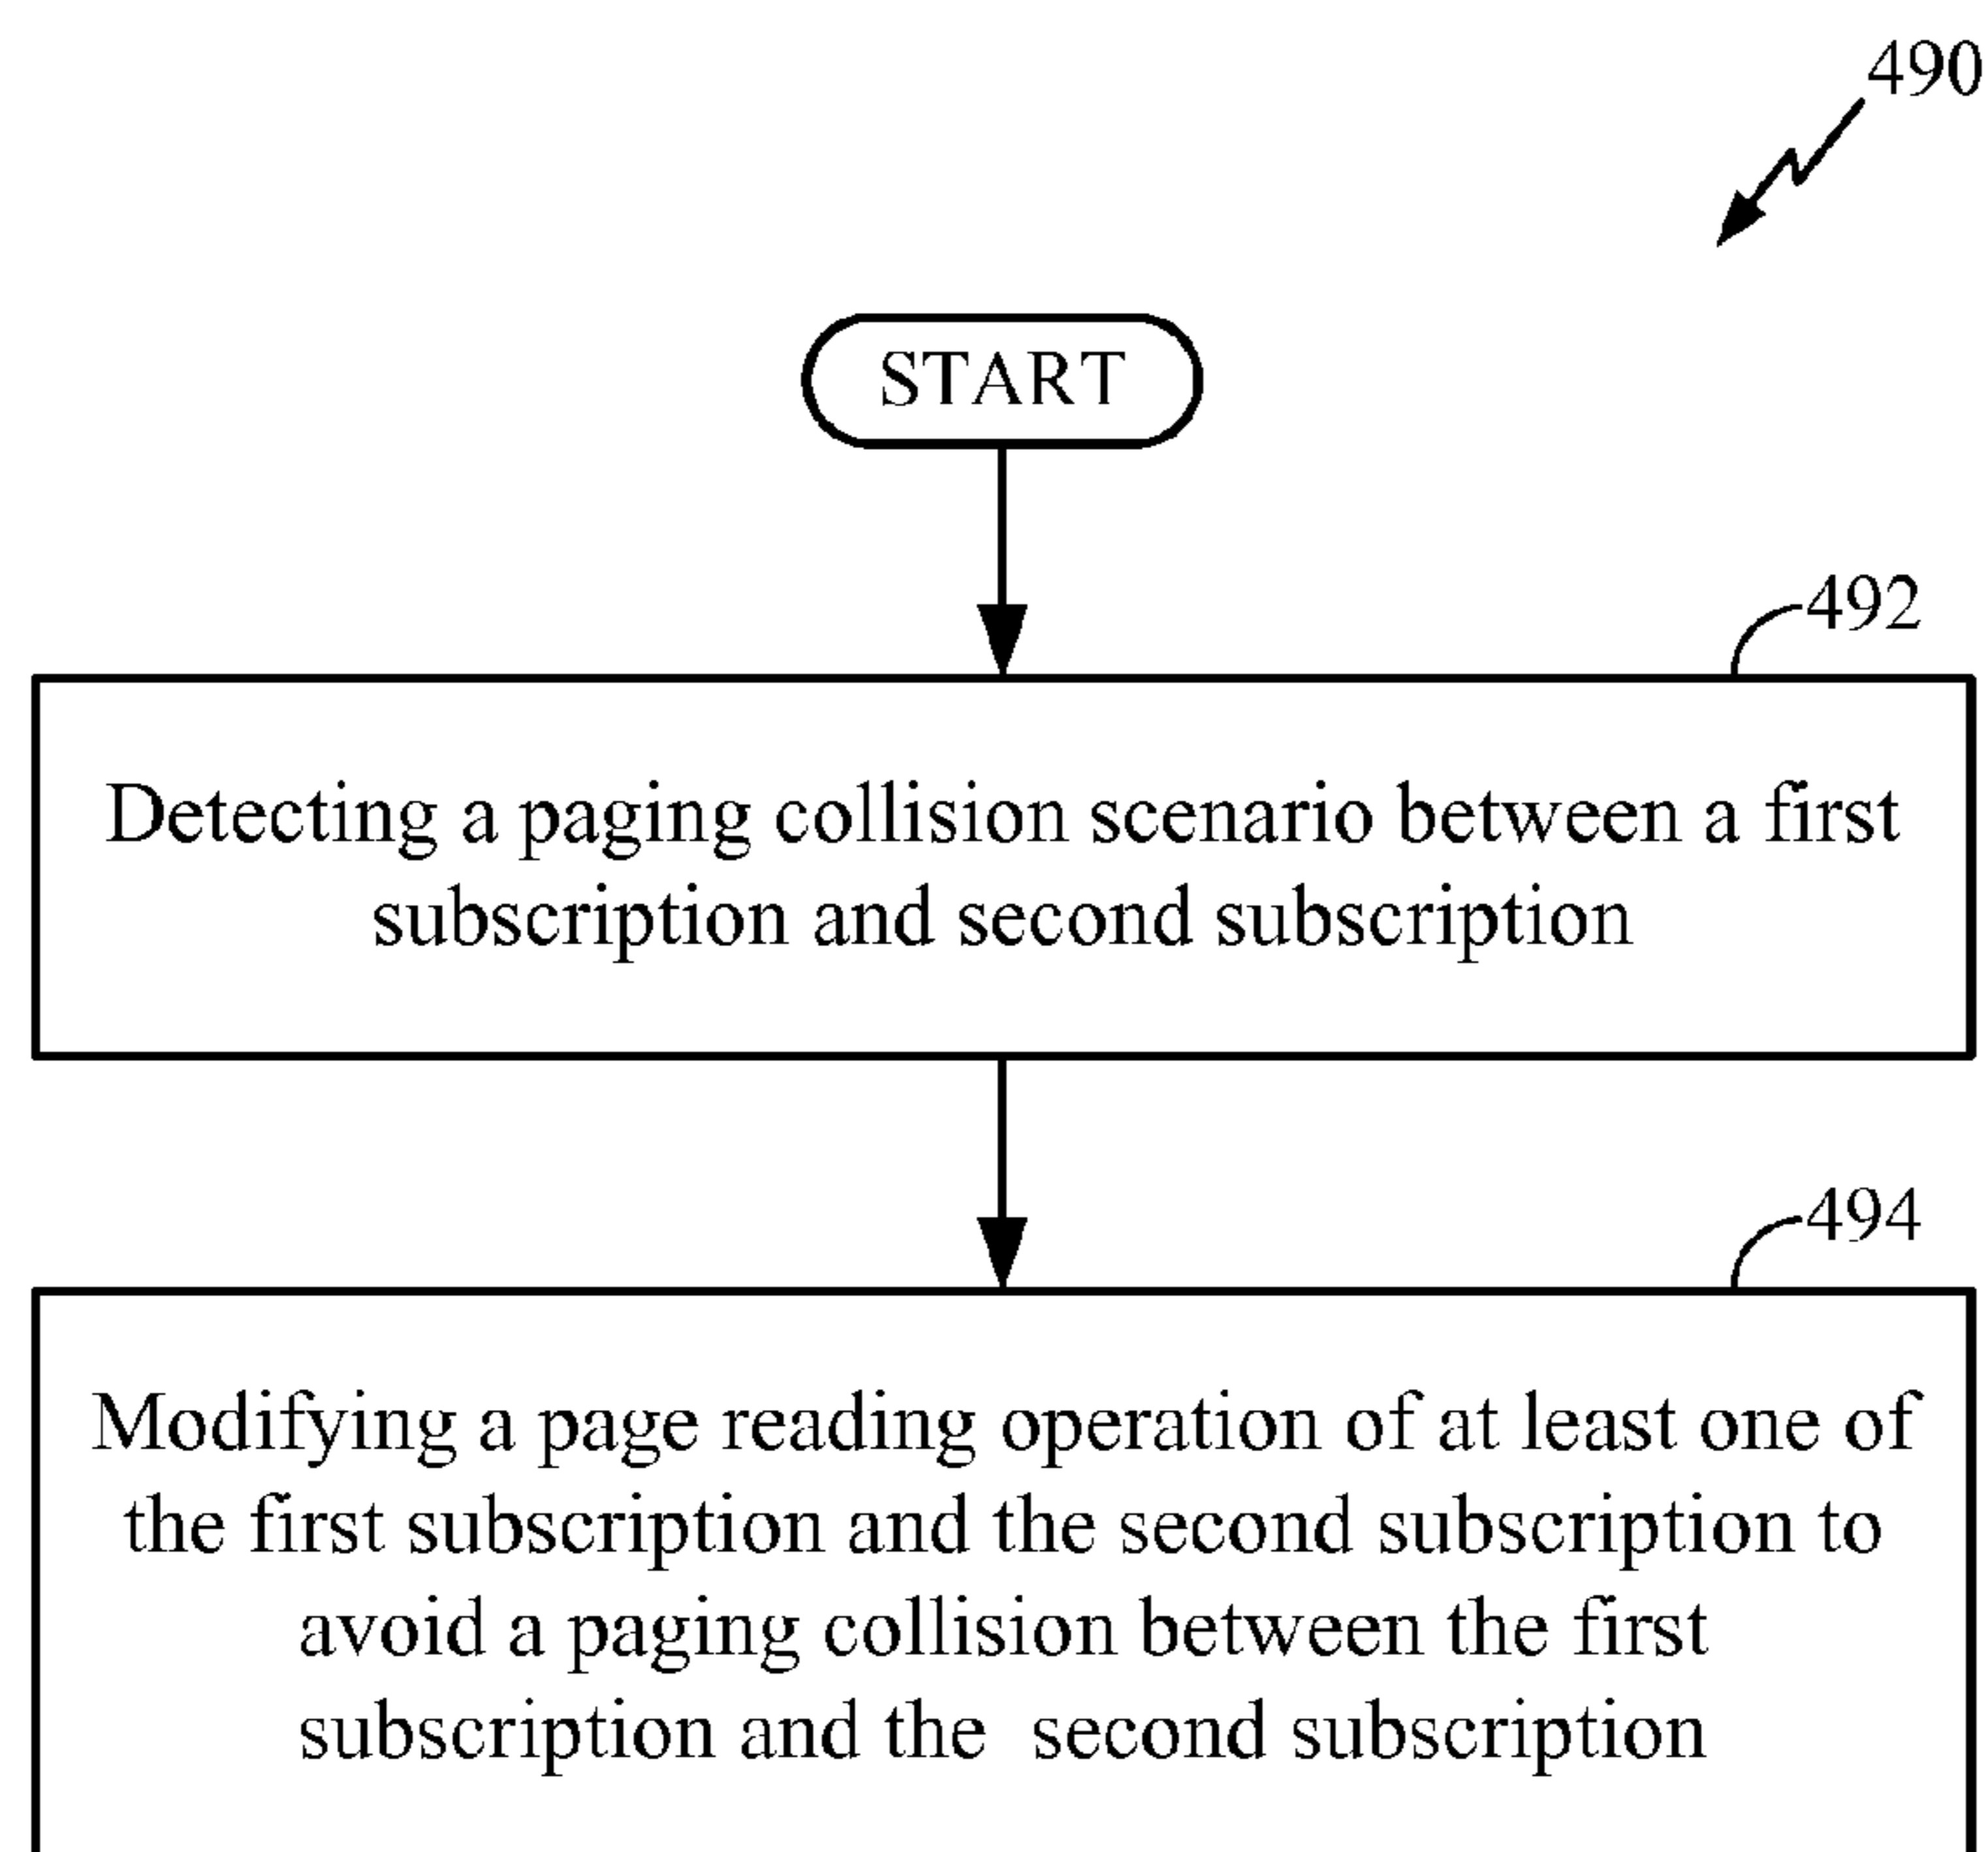 490
START
492
Detecting a paging collision scenario between a first
subscription and second subscription
494
Modifying a page reading operation of at least one of
the first subscription and the second subscription to
avoid a paging collision between the first
subscription and the second subscription